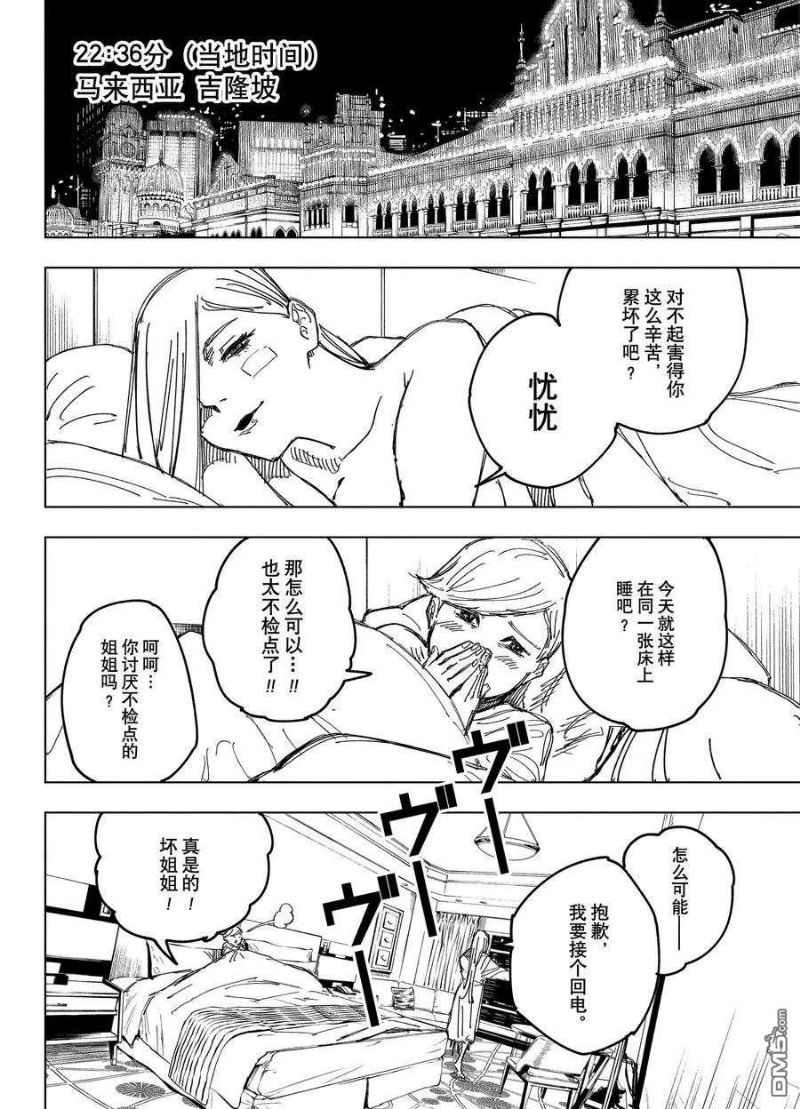 22:36分 (当地时间)
马来西亚 吉隆坡
对不起害得你
这么辛苦，
累坏了吧？
忧忧
今天就这样
在同一张床上
睡吧？
那怎么可以…!!
也太不检点了!!
呵呵…
你讨厌不检点的
姐姐吗？
ヴー
ヴー
ヴー
怎么可能——
抱歉，
我要接个回电。
真是的！
坏姐姐！
DM5.com